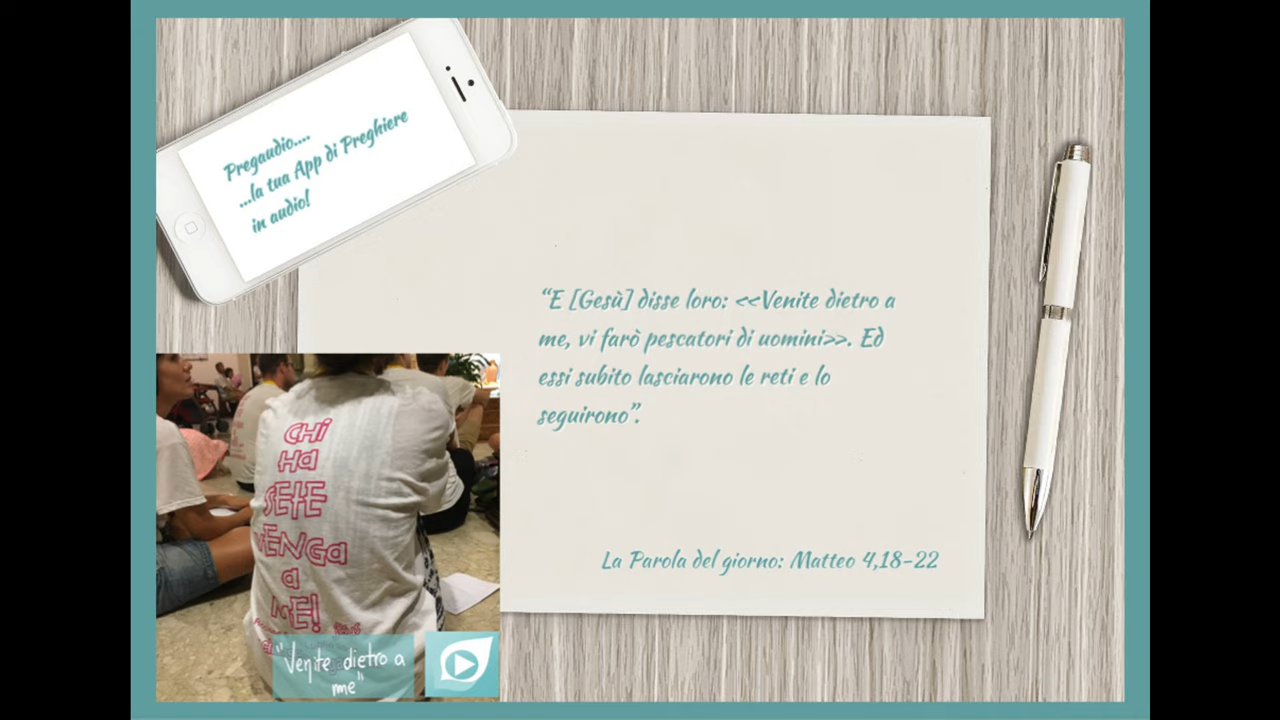 Pregaudio....
...la tua App di Preghiere
in audio!
“E [Gesù] disse loro: <<Venite dietro a
me, vi farò pescatori di uomini>>. Ed
essi subito lasciarono le reti e lo
seguirono”.
La Parola del giorno: Matteo 4,18-22
CHi
Ha
SETE
VENGa
a
ME!
"Venite dietro a
me"